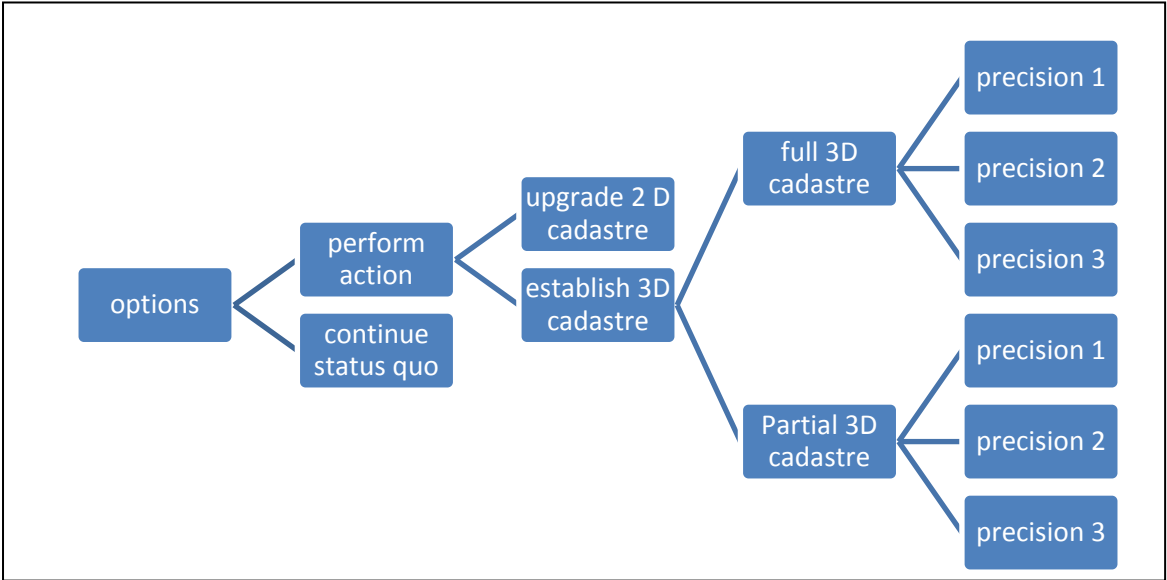 options
perform
action
continue
status quo
upgrade 2 D
cadastre
establish 3D
cadastre
full 3D
cadastre
Partial 3D
cadastre
precision 1
precision 2
precision 3
precision 1
precision 2
precision 3